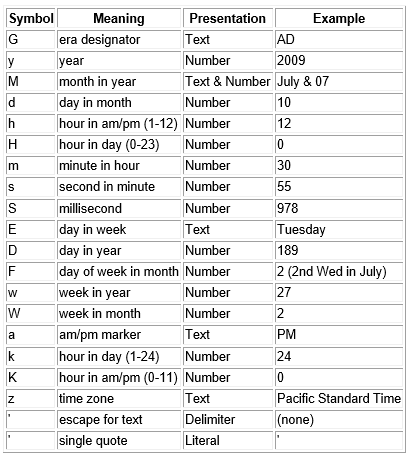 Symbol Meaning Presentation Example
G era designator Text AD
y year Number 2009
M month in year Text & Number July & 07
d day in month Number 10
h hour in am/pm (1-12) Number 12
H hour in day (0-23) Number 0
m minute in hour Number 30
s second in minute Number 55
S millisecond Number 978
E day in week Text Tuesday
D day in year Number 189
F day of week in month Number 2 (2nd Wed in July)
w week in year Number 27
W week in month Number 2
a am/pm marker Text PM
k hour in day (1-24) Number 24
K hour in am/pm (0-11) Number 0
z time zone Text Pacific Standard Time
' escape for text Delimiter (none)
' single quote Literal '